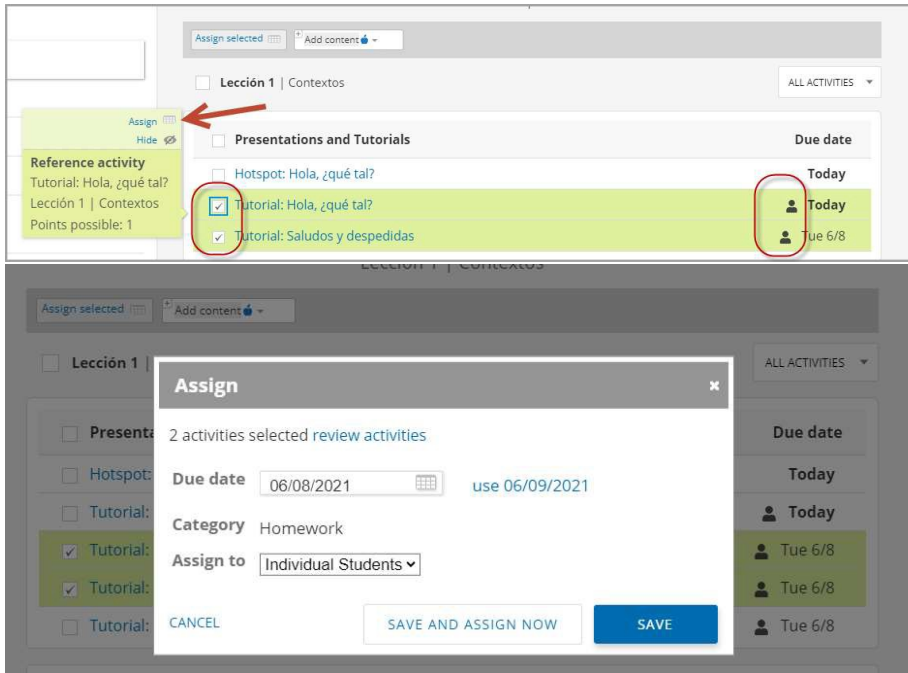 Assign selected
Add content
Lección 1 | Contextos
ALL ACTIVITIES
Assign
Hide
Reference activity
Tutorial: Hola, ¿qué tal?
Lección 1 | Contextos
Points possible: 1
Presentations and Tutorials Due date
Hotspot: Hola, ¿qué tal? Today
Tutorial: Hola, ¿qué tal? Today
Tutorial: Saludos y despedidas Tue 6/8
Lección 1 | Contextos
Assign selected
Add content
Lección 1 |
ALL ACTIVITIES
Assign
2 activities selected review activities
Due date 06/08/2021 use 06/09/2021
Category Homework
Assign to Individual Students
CANCEL SAVE AND ASSIGN NOW SAVE
Due date
Hotspot: Today
Tutorial: Today
Tutorial: Tue 6/8
Tutorial: Tue 6/8
Tutorial: Tue 6/8